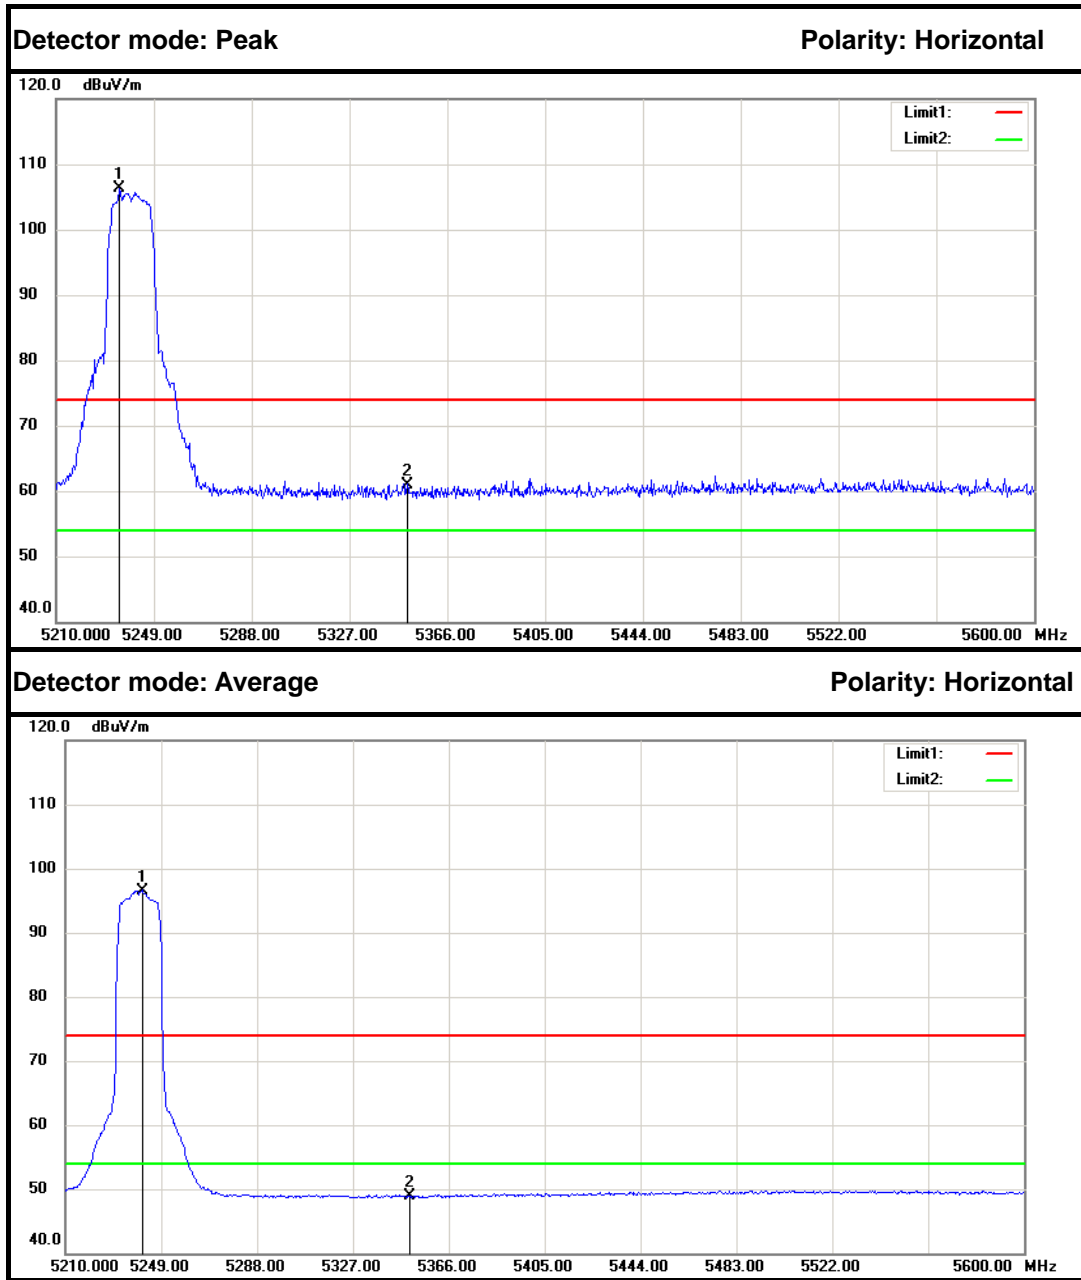 Detector mode: Peak Polarity: Horizontal
120.0 dBuV/m
Limit1:
Limit2:
110
1
100
90
80
70
2
60
50
40.0
5210.000 5249.00 5288.00 5327.00 5366.00 5405.00 5444.00 5483.00 5522.00 5600.00 MHz
Detector mode: Average Polarity: Horizontal
120.0 dBuV/m
Limit1:
Limit2:
110
100
1
90
80
70
60
50
2
40.0
5210.000 5249.00 5288.00 5327.00 5366.00 5405.00 5444.00 5483.00 5522.00 5600.00 MHz